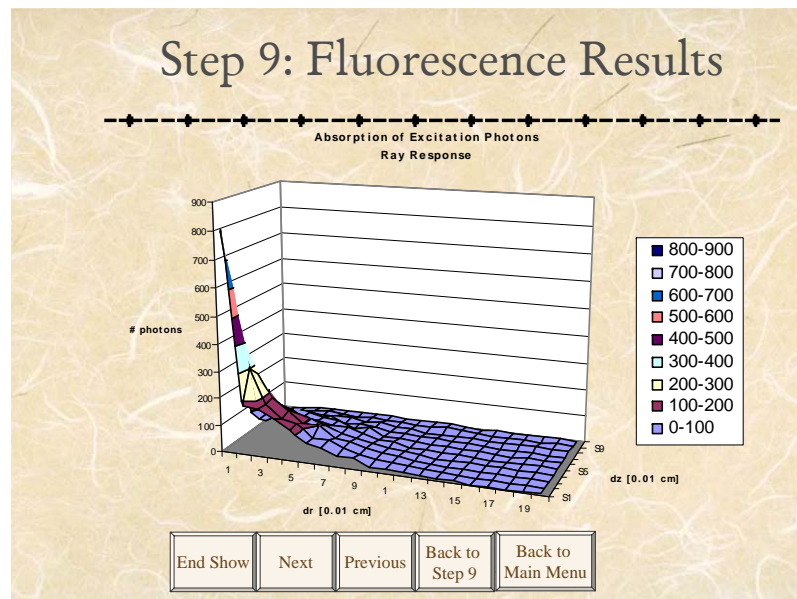 Step 9: Fluorescence Results
Absorption of Excitation Photons
Ray Response
900
800
700
600
500
400
300
200
100
0
# photons
1
3
5
7
9
1
13
15
17
19
dr [0.01 cm]
S1
S5
S9
dz [0.01 cm]
800-900
700-800
600-700
500-600
400-500
300-400
200-300
100-200
0-100
End Show
Next
Previous
Back to
Step 9
Back to
Main Menu